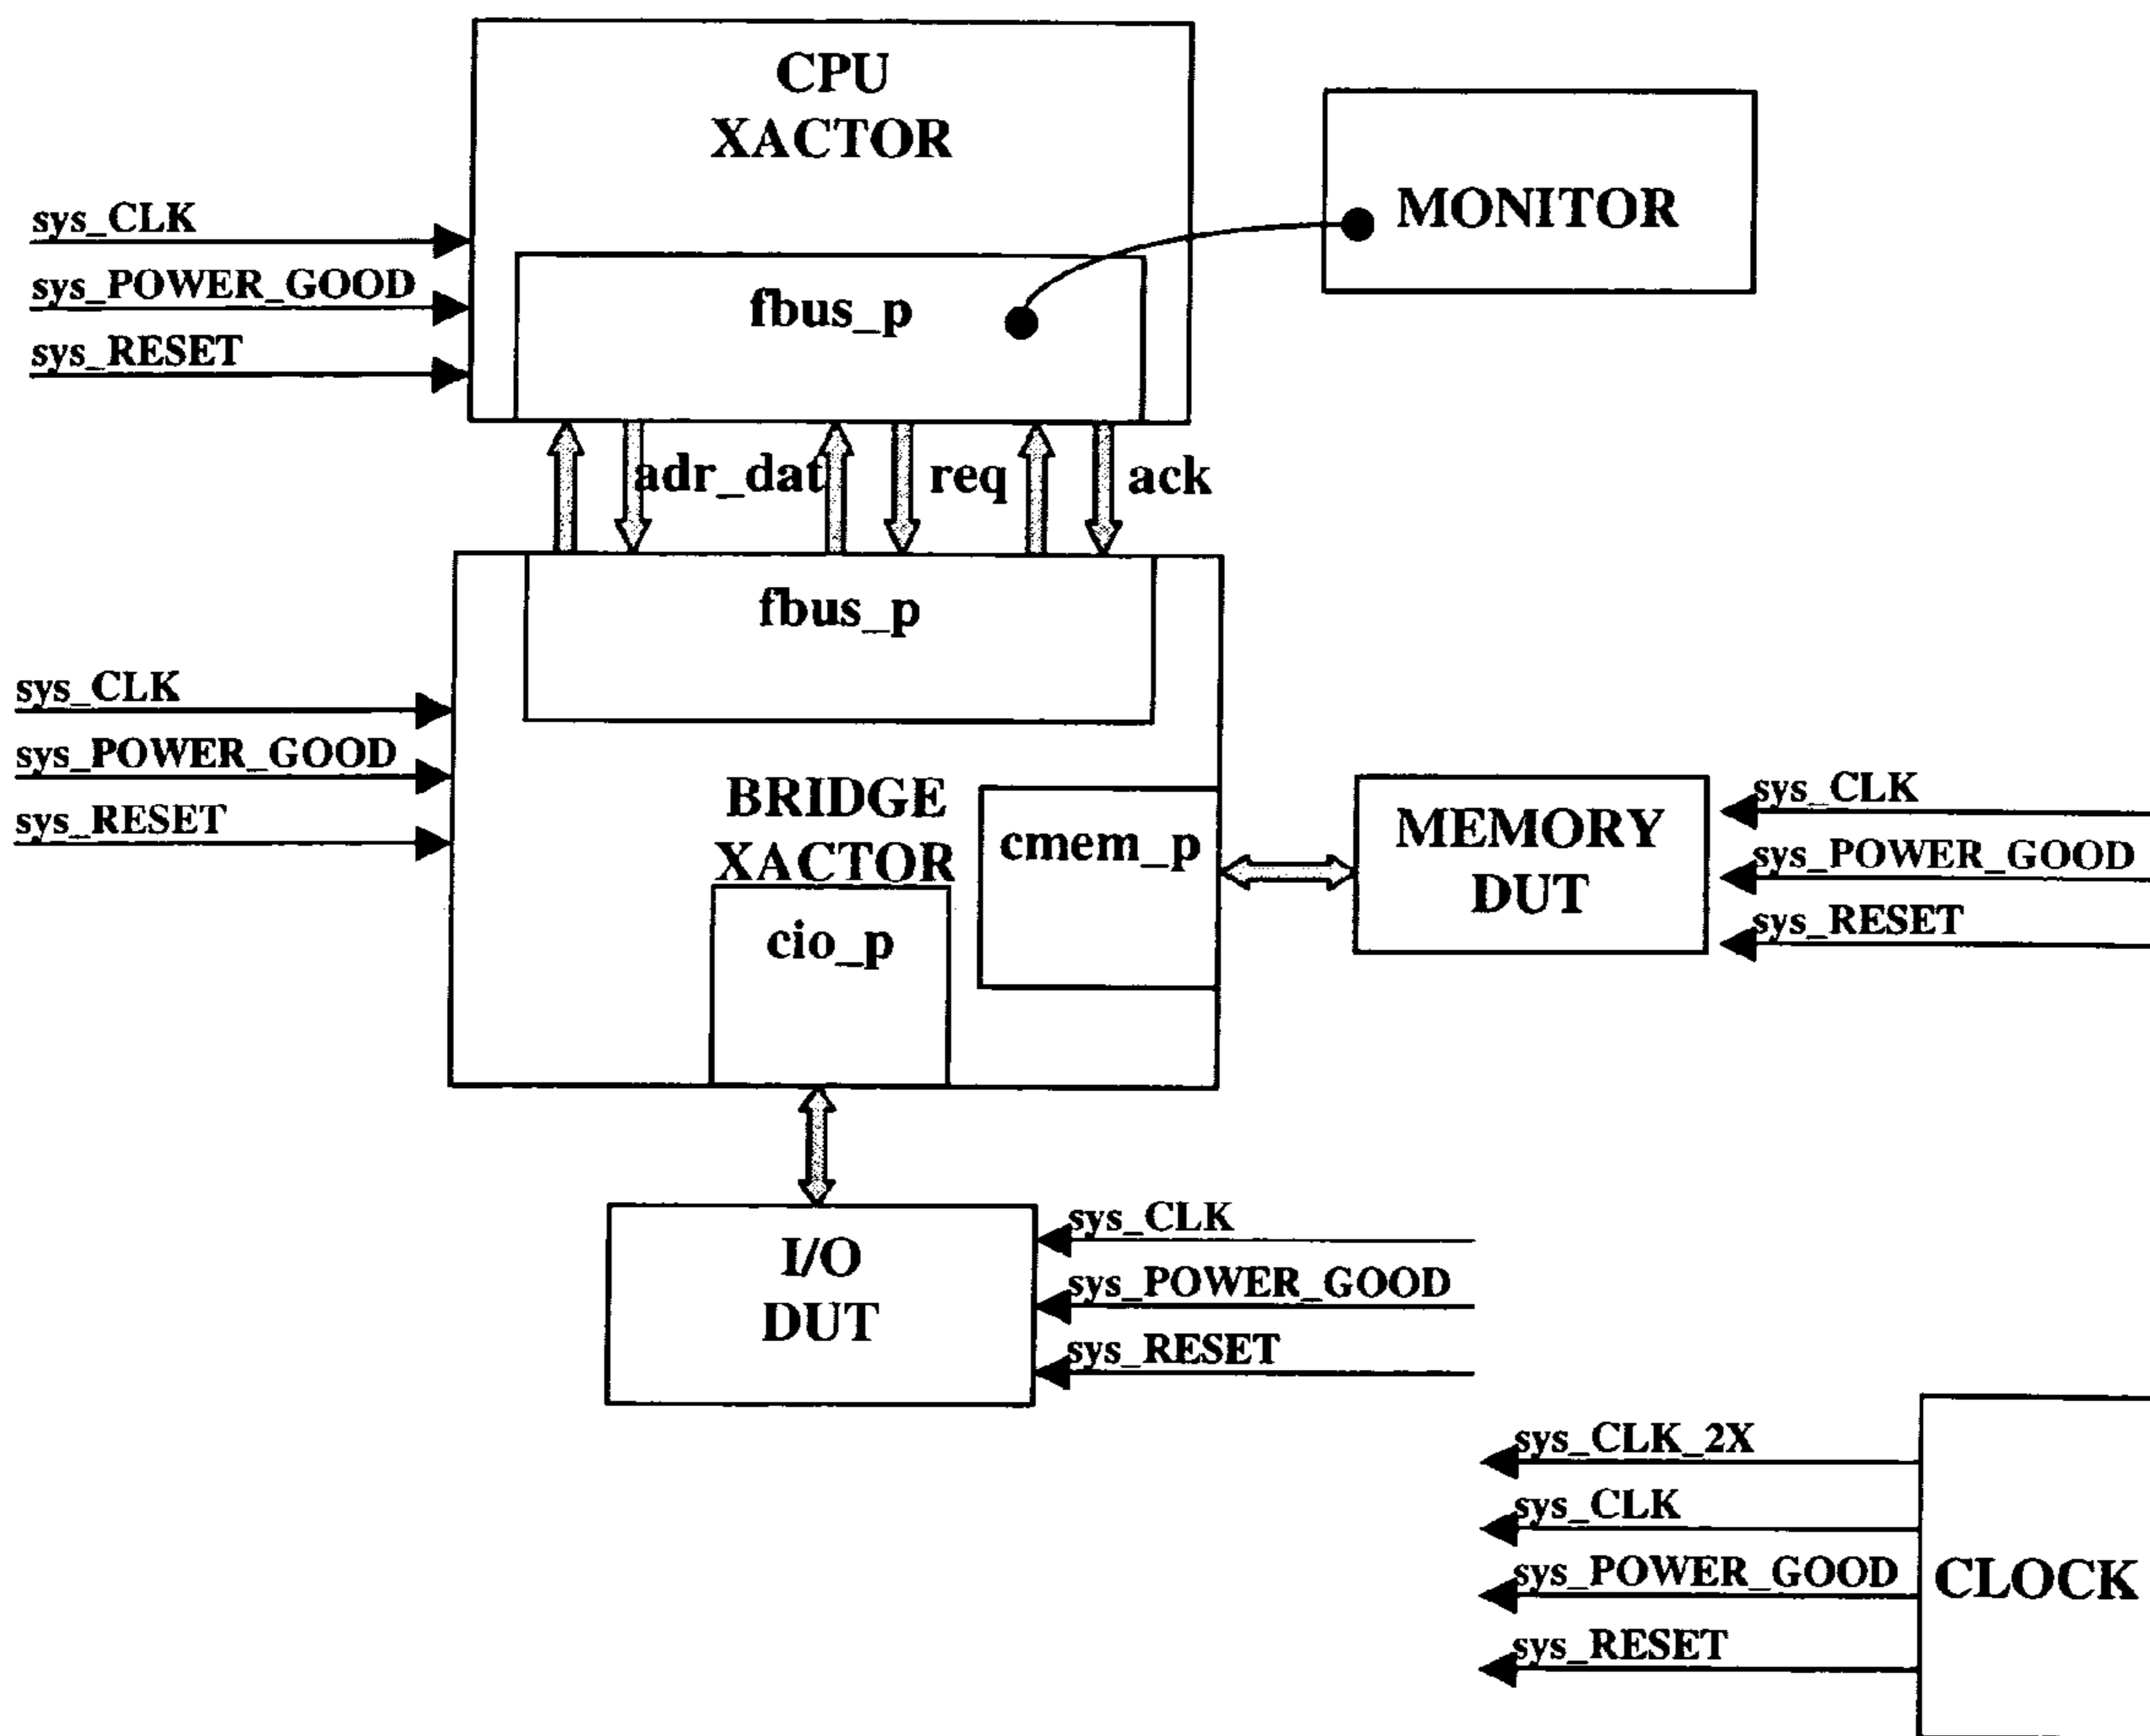 CPU
XACTOR
MONITOR
sys_CLK
sys_POWER_GOOD
sys_RESET
fbus_p
adr_dat
req
ack
fbus_p
sys_CLK
sys_POWER_GOOD
sys_RESET
BRIDGE
XACTOR
cmem_p
cio_p
MEMORY
DUT
sys_CLK
sys_POWER_GOOD
sys_RESET
I/O
DUT
sys_CLK
sys_POWER_GOOD
sys_RESET
sys_CLK_2X
sys_CLK
sys_POWER_GOOD
sys_RESET
CLOCK